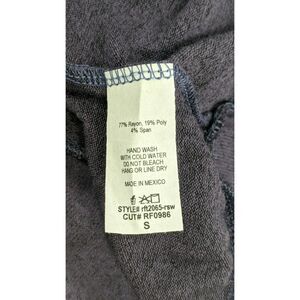 77% Rayon, 19% Poly
4% Span
HAND WASH
WITH COLD WATER
DO NOT BLEACH
HANG OR LINE DRY
MADE IN MEXICO
STYLE# rft2065-rsw
CUT# RF0986
S